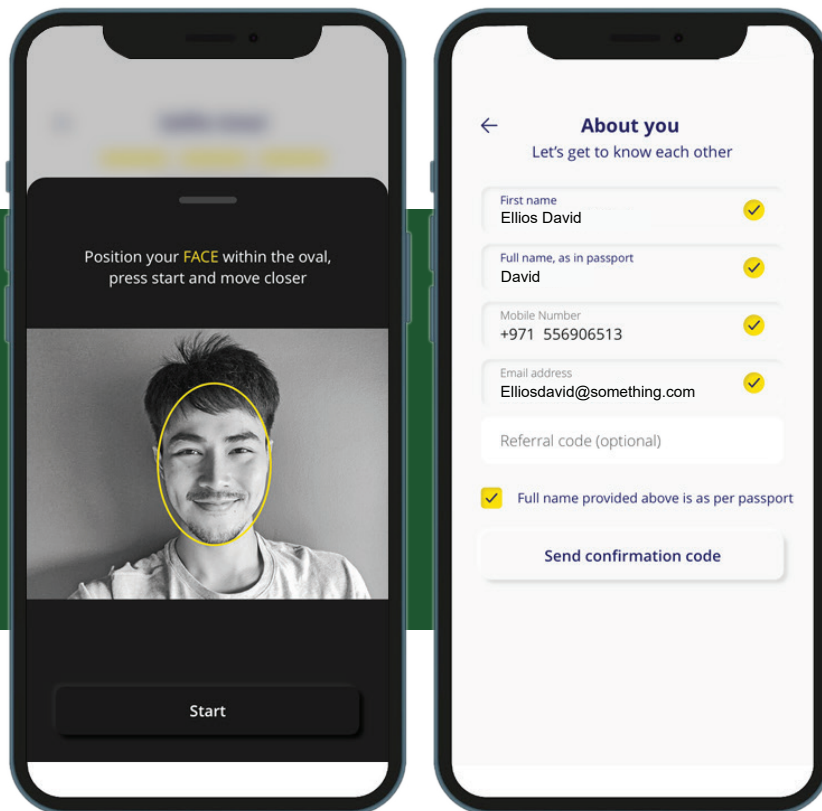 Position your FACE within the oval,
press start and move closer
Start
About you
Let's get to know each other
First name
Ellios David
Full name, as in passport
David
Mobile Number
+971 556906513
Email address
Elliosdavid@something.com
Referral code (optional)
Full name provided above is as per passport
Send confirmation code